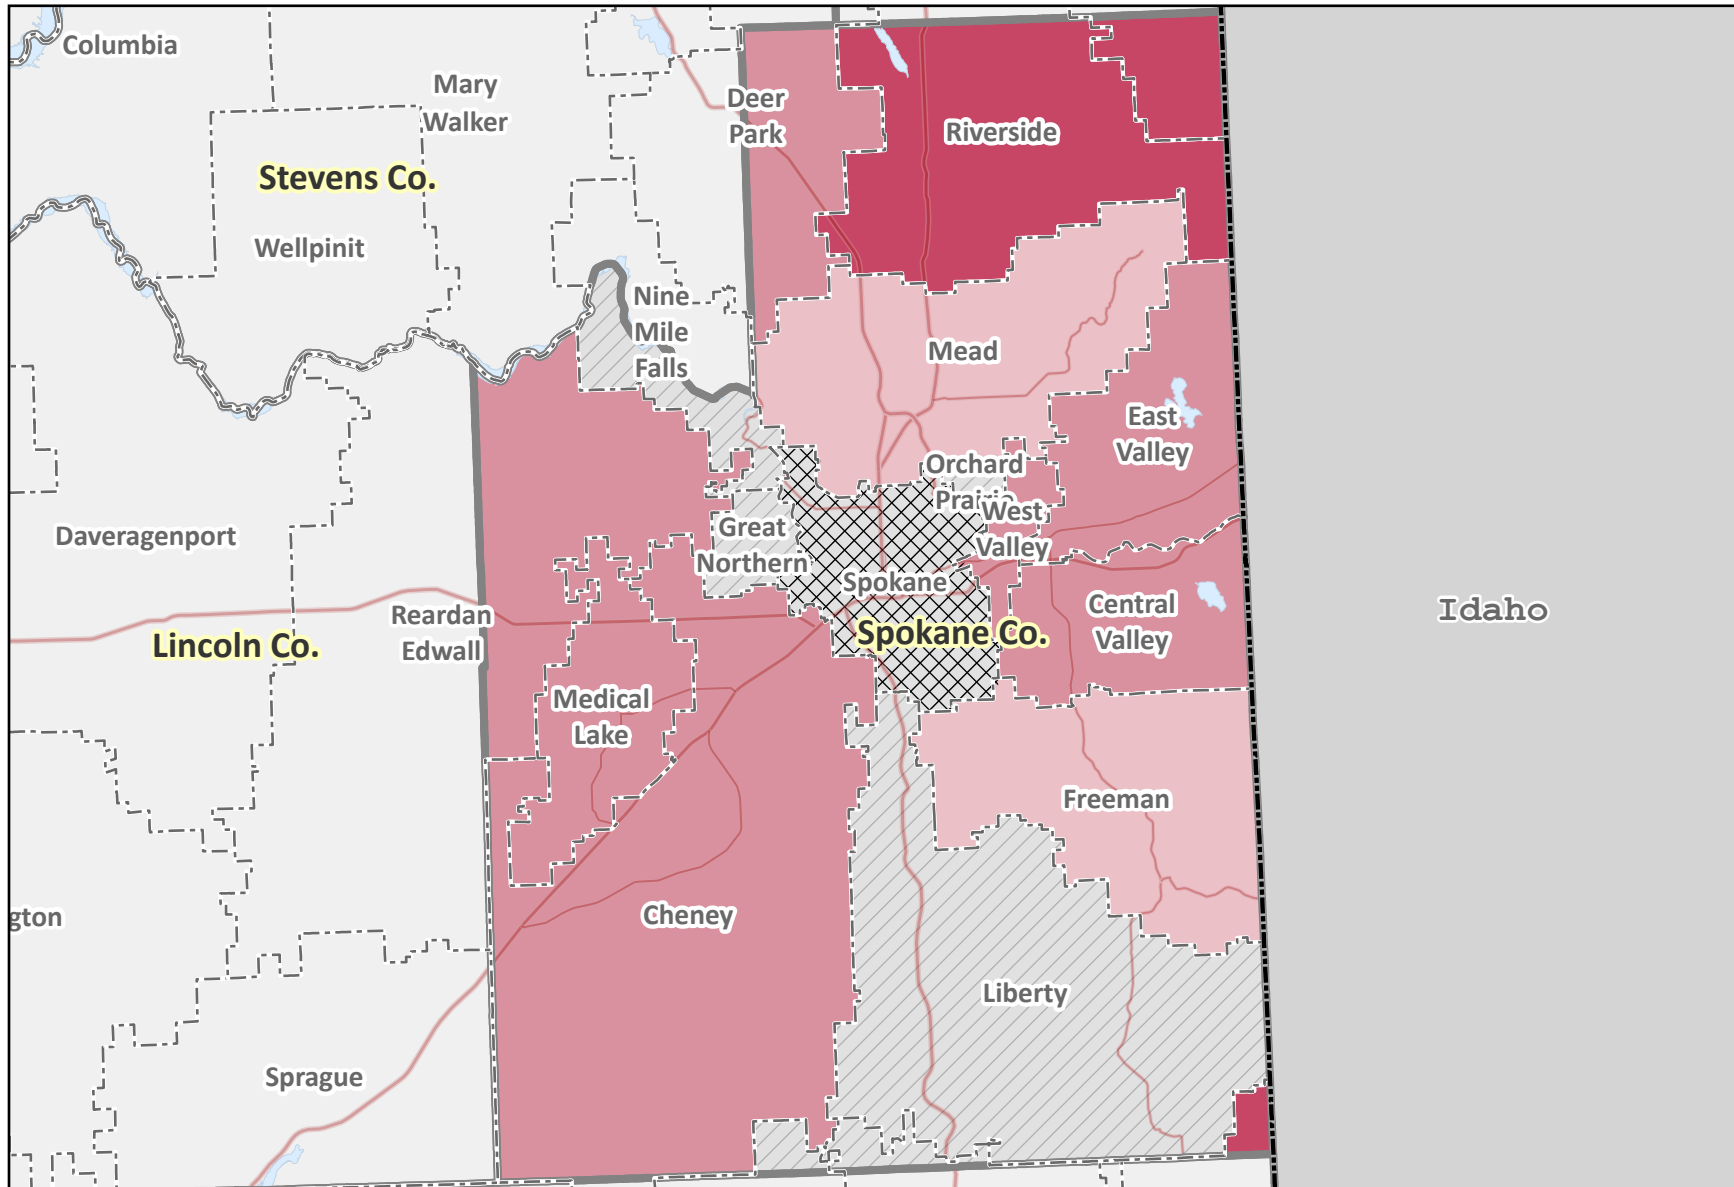 Columbia
Mary
Walker
Deer
Park
Riverside
Stevens Co.
Wellpinit
Nine
Mile
Falls
Mead
East
Valley
Orchard
Prairie
West
Valley
Great
Northern
Daveragenport
Spokane
Central
Valley
Idaho
Reardan
Edwall
Lincoln Co.
Spokane Co.
Medical
Lake
Freeman
Cheney
gton
Liberty
Sprague